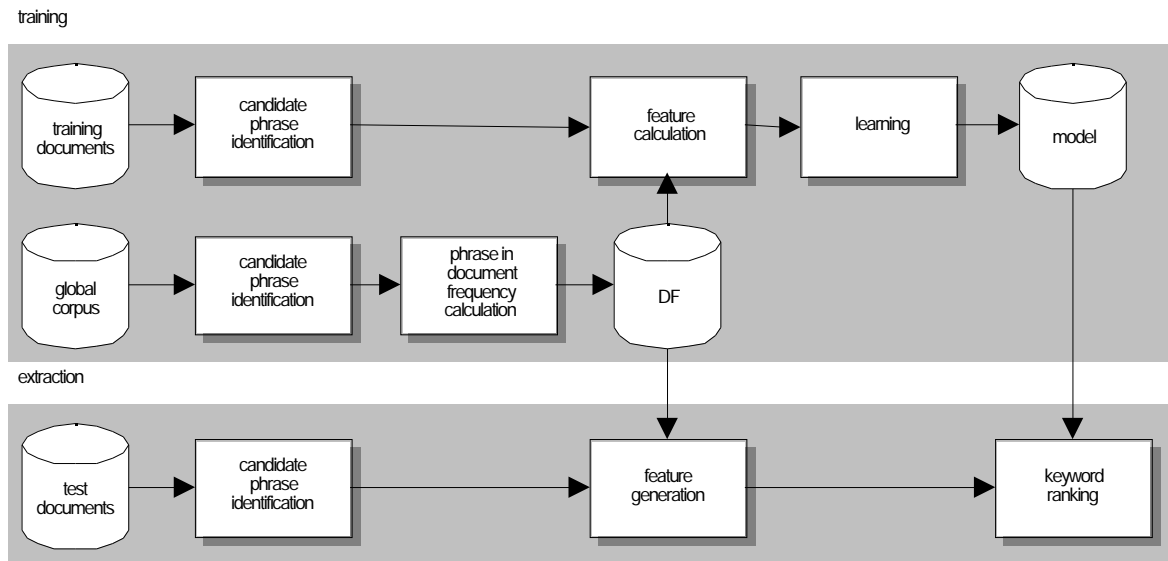 training
training
documents
candidate
phrase
identification
feature
calculation
learning
model
global
corpus
candidate
phrase
identification
phrase in
document
frequency
calculation
DF
extraction
test
documents
candidate
phrase
identification
feature
generation
keyword
ranking